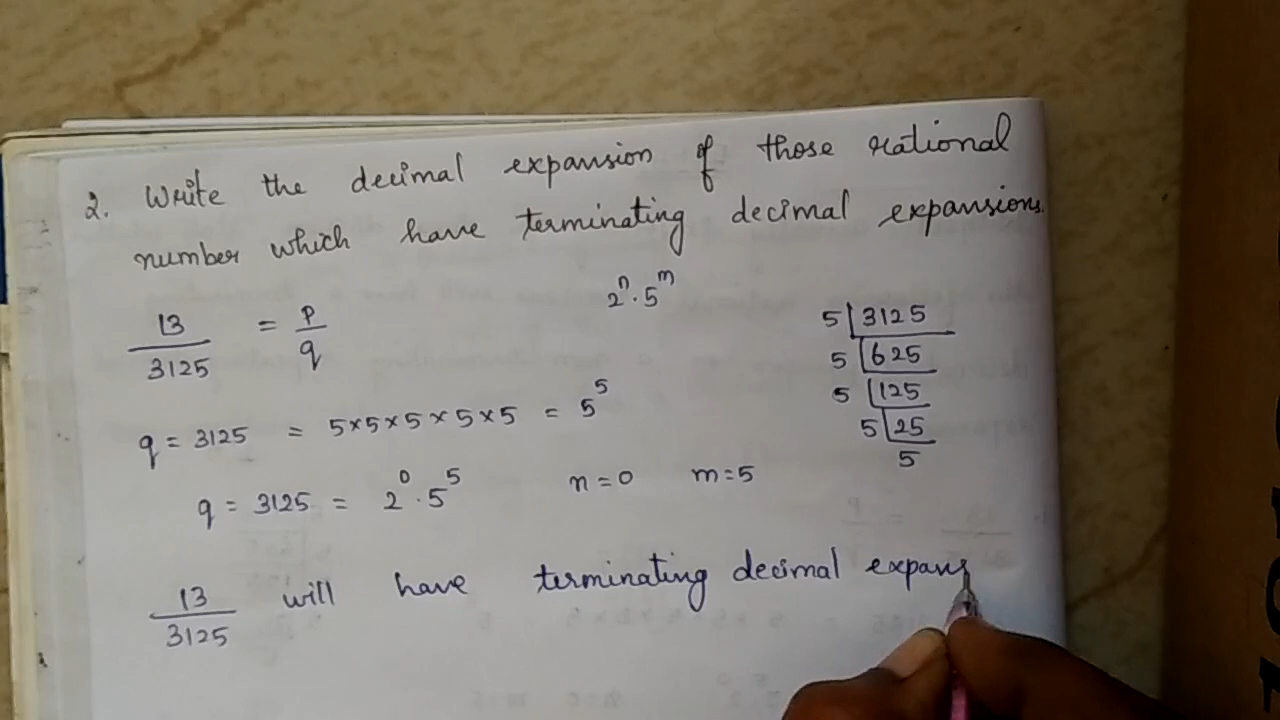 2. Write the decimal expansion of those rational
number which have terminating decimal expansions.
2^n · 5^m
13/3125 = p/q
5 | 3125
5 | 625
5 | 125
5 | 25
5
q = 3125 = 5×5×5×5×5 = 5^5
q = 3125 = 2^0 · 5^5 n=0 m=5
13/3125 will have terminating decimal expans